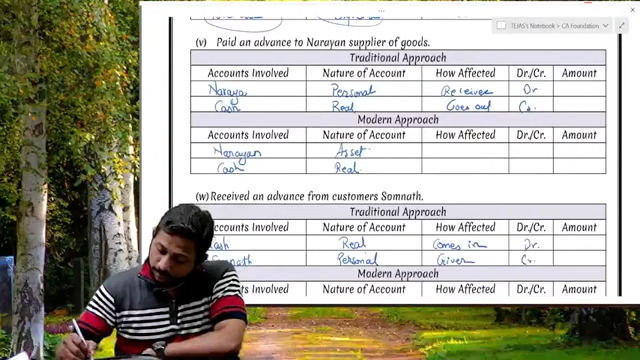 TEJAS's Notebook > CA Foundation
(v) Paid an advance to Narayan supplier of goods.
Traditional Approach
Accounts Involved Nature of Account How Affected Dr./Cr. Amount
Naraya Personal Receiver Dr
Cash Real Goes out Cr.
Modern Approach
Accounts Involved Nature of Account How Affected Dr./Cr. Amount
Narayan Asset.
Cash Real.
(w) Received an advance from customers Somnath.
Traditional Approach
Accounts Involved Nature of Account How Affected Dr./Cr. Amount
ash Real Comes in Dr.
nath Personal Giver Cr.
Modern Approach
Involved Nature of Account How Affected Dr./Cr. Amount